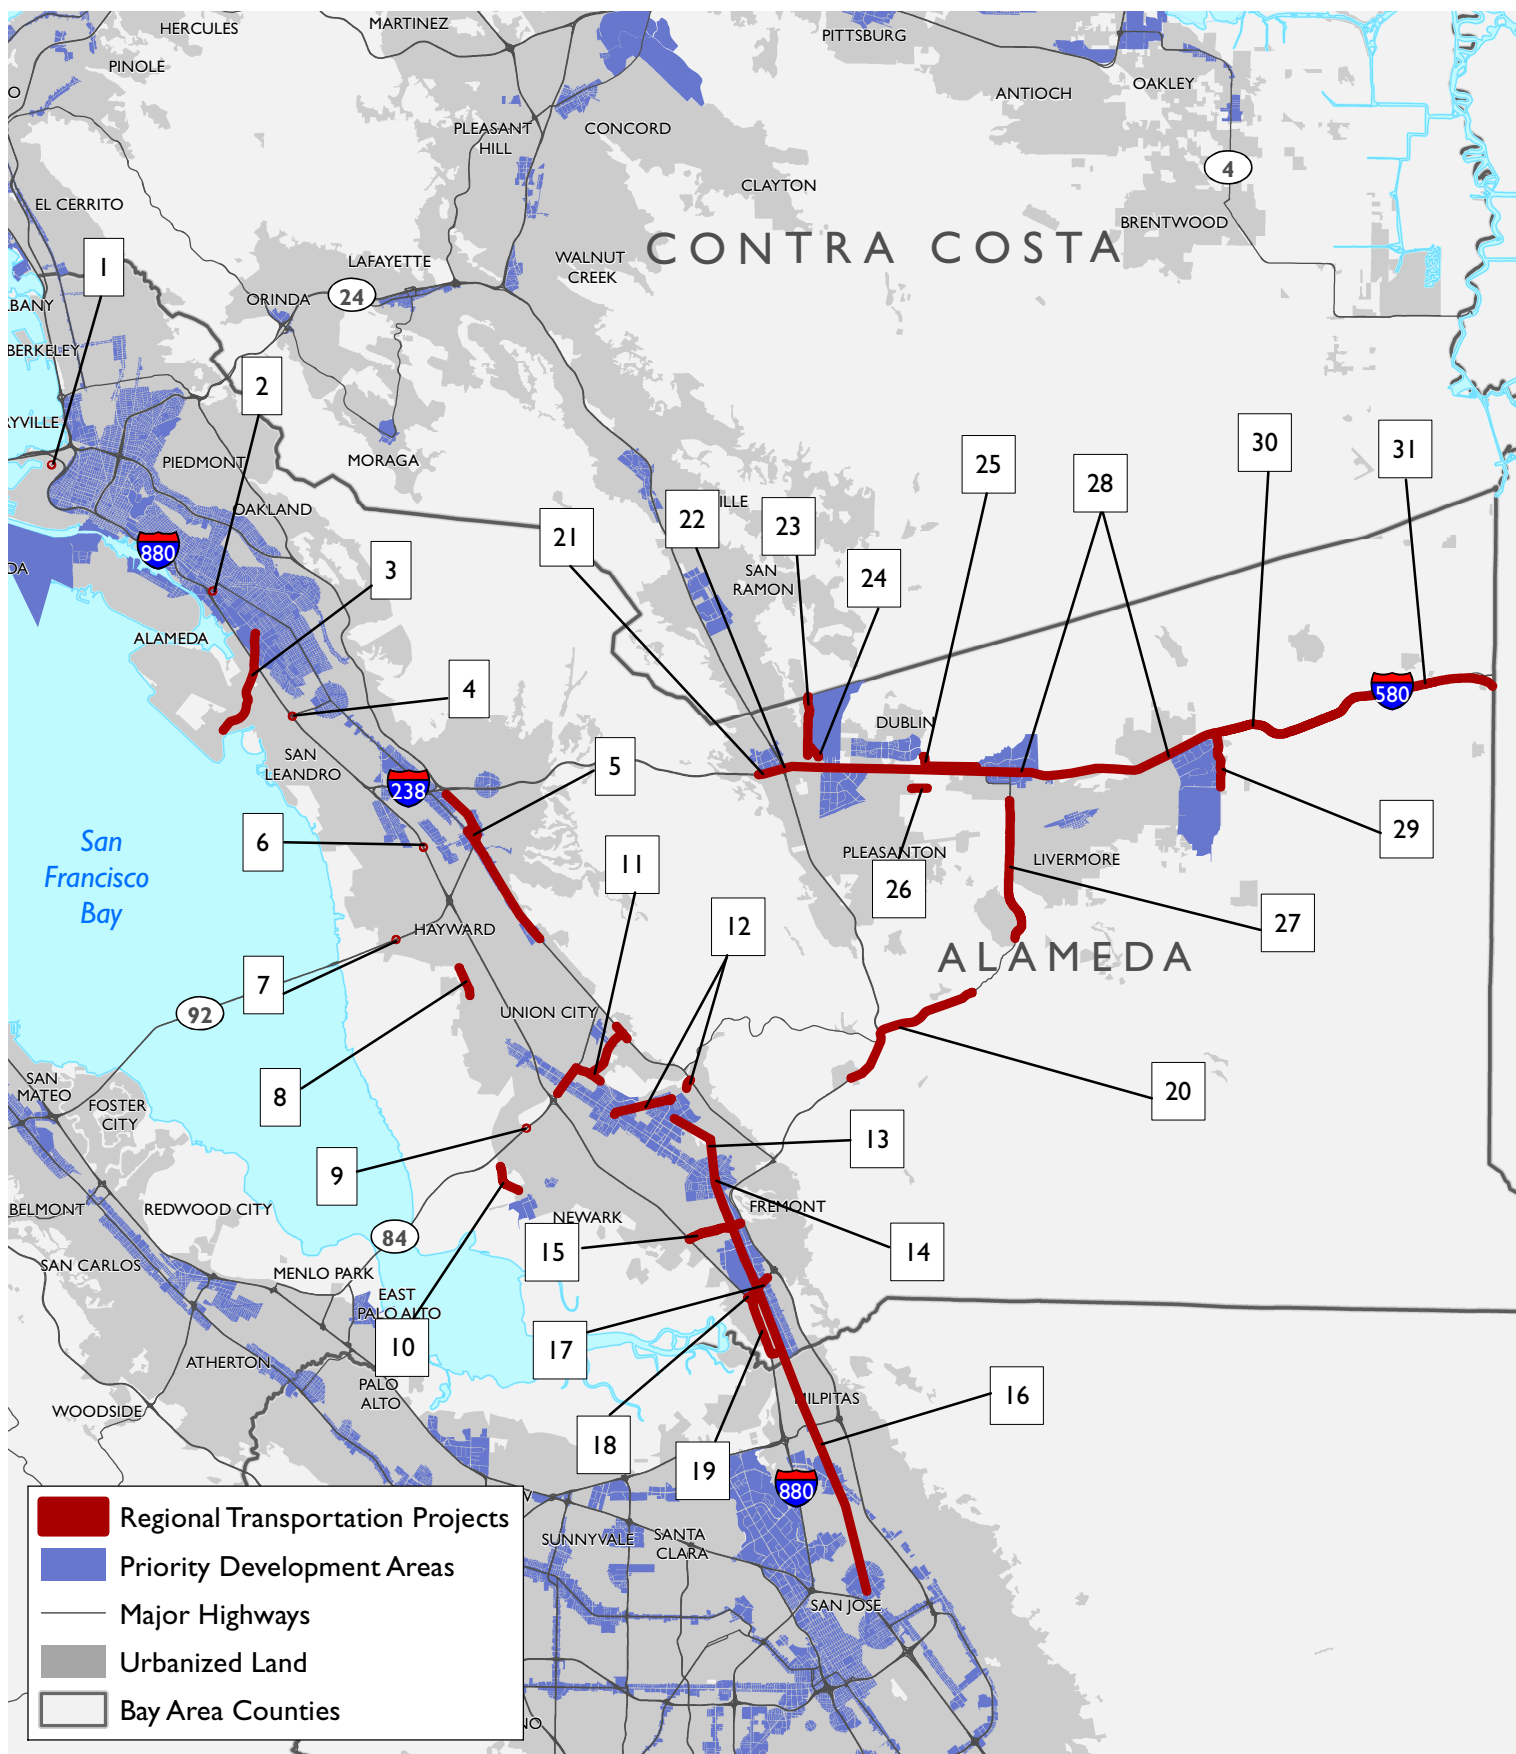 HERCULES
MARTINEZ
PITTSBURG
PINOLE
O
ANTIOCH
OAKLEY
PLEASANT
HILL
CONCORD
4
CLAYTON
EL CERRITO
BRENTWOOD
CONTRA COSTA
1
LAFAYETTE
WALNUT
CREEK
24
ORINDA
LBANY
BERKELEY
2
RYVILLE
PIEDMONT
MORAGA
30
31
25
28
OAKLAND
22
ILLE
23
21
880
DA
3
SAN
RAMON
24
ALAMEDA
4
580
DUBLIN
SAN
LEANDRO
5
238
6
San
Francisco
Bay
29
PLEASANTON
LIVERMORE
11
26
27
12
HAYWARD
ALAMEDA
7
92
UNION CITY
SAN
MATEO
FOSTER
CITY
8
20
13
9
BELMONT
REDWOOD CITY
NEWARK
FREMONT
84
15
14
SAN CARLOS
MENLO PARK
EAST
PALO ALTO
10
17
ATHERTON
PALO
ALTO
MILPITAS
16
WOODSIDE
18
19
880
V
SUNNYVALE
SANTA
CLARA
SAN JOSE
NO
Regional Transportation Projects
Priority Development Areas
Major Highways
Urbanized Land
Bay Area Counties